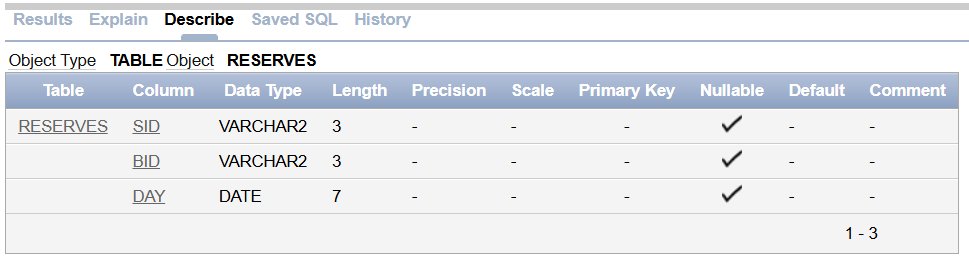 Results Explain Describe Saved SQL History
Object Type TABLE Object RESERVES
Table Column Data Type Length Precision Scale Primary Key Nullable Default Comment
RESERVES SID VARCHAR2 3 - - - ✓ - -
BID VARCHAR2 3 - - - ✓ - -
DAY DATE 7 - - - ✓ - -
1 - 3